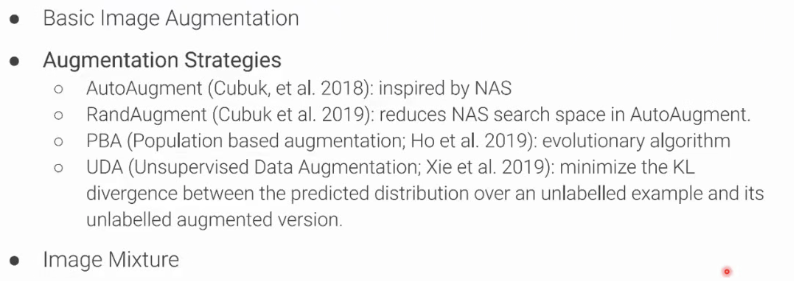 ● Basic Image Augmentation
● Augmentation Strategies
○ AutoAugment (Cubuk, et al. 2018): inspired by NAS
○ RandAugment (Cubuk et al. 2019): reduces NAS search space in AutoAugment.
○ PBA (Population based augmentation; Ho et al. 2019): evolutionary algorithm
○ UDA (Unsupervised Data Augmentation; Xie et al. 2019): minimize the KL
divergence between the predicted distribution over an unlabelled example and its
unlabelled augmented version.
● Image Mixture